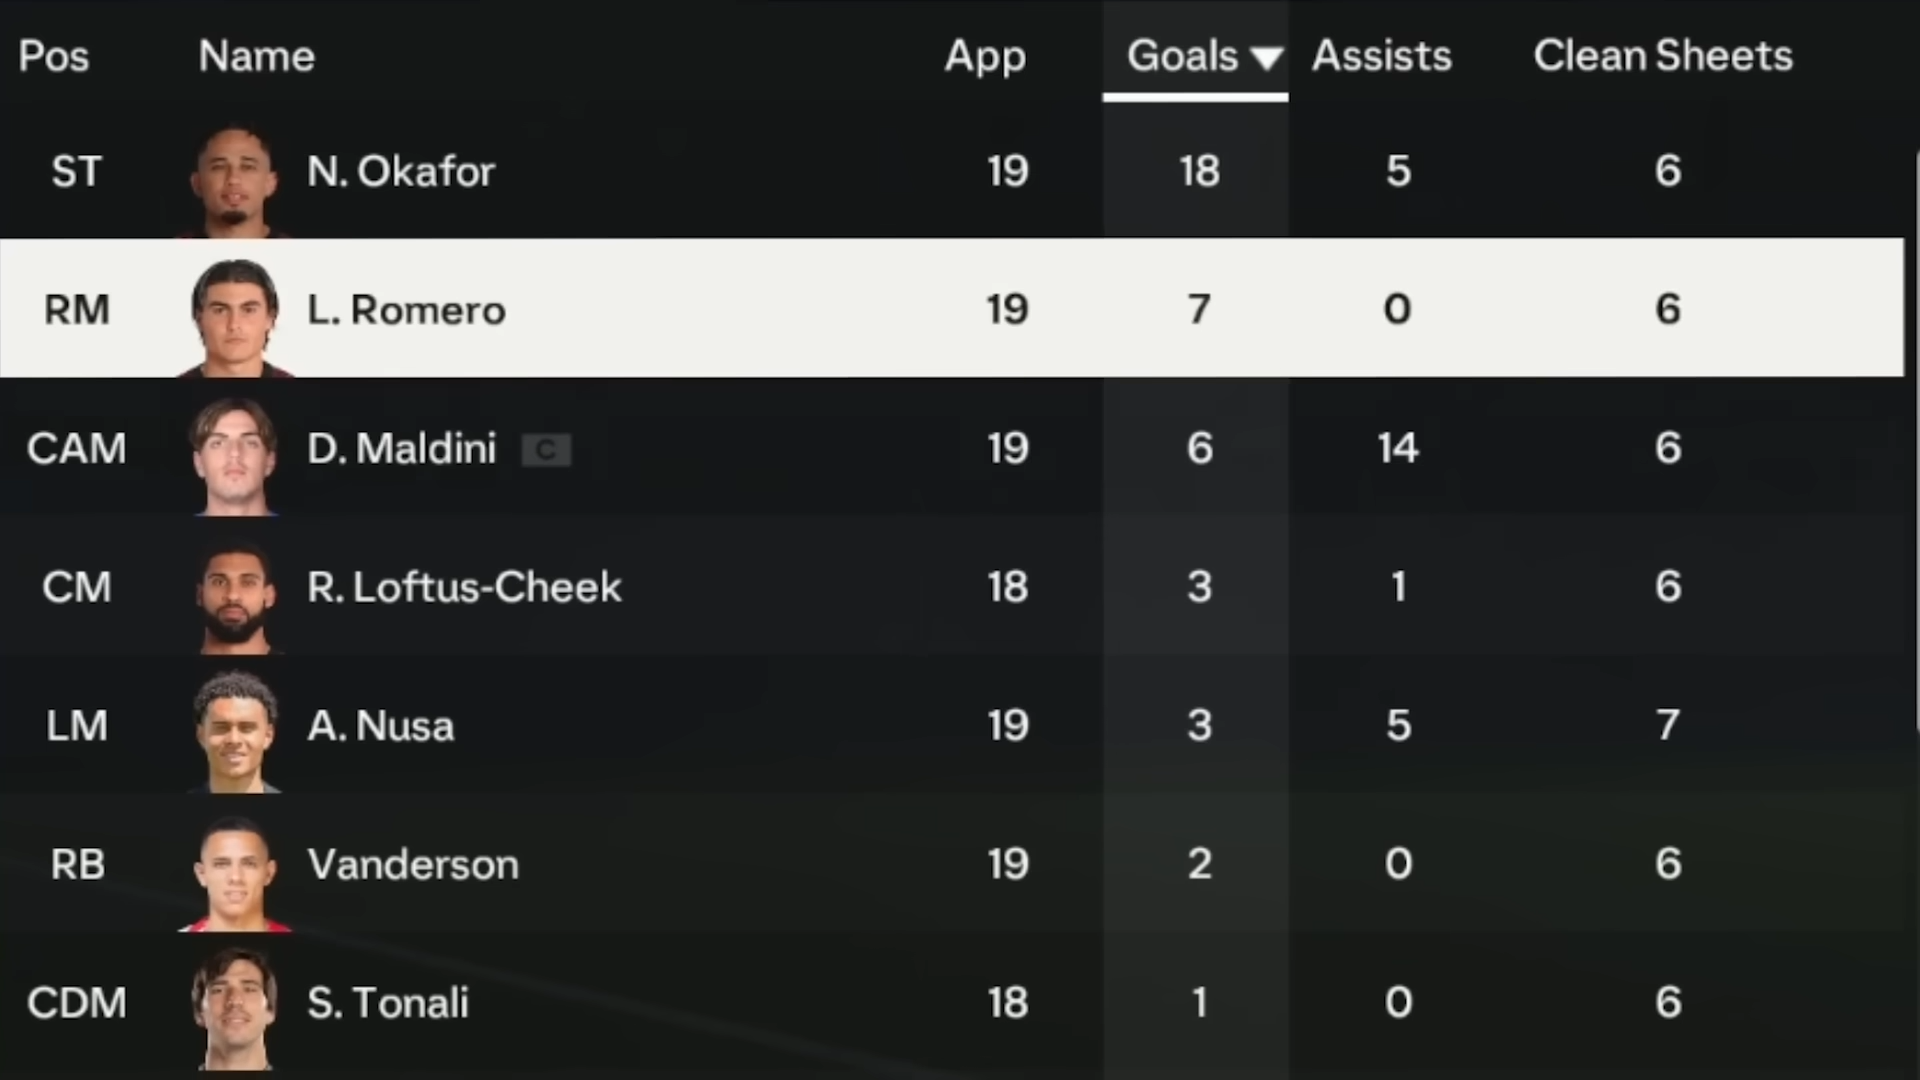 Pos Name App Goals Assists Clean Sheets
ST N. Okafor 19 18 5 6
RM L. Romero 19 7 0 6
CAM D. Maldini C 19 6 14 6
CM R. Loftus-Cheek 18 3 1 6
LM A. Nusa 19 3 5 7
RB Vanderson 19 2 0 6
CDM S. Tonali 18 1 0 6